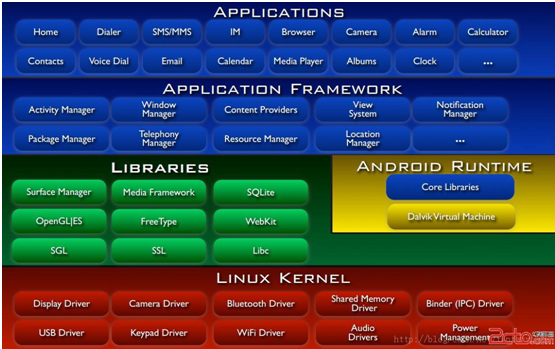 APPLICATIONS
Home
Dialer
SMS/MMS
IM
Browser
Camera
Alarm
Calculator
Contacts
Voice Dial
Email
Calendar
Media Player
Albums
Clock
...
APPLICATION FRAMEWORK
Activity Manager
Window
Manager
Content Providers
View
System
Notification
Manager
Package Manager
Telephony
Manager
Resource Manager
Location
Manager
...
LIBRARIES
Surface Manager
Media Framework
SQLite
OpenGL|ES
FreeType
WebKit
SGL
SSL
Libc
ANDROID RUNTIME
Core Libraries
Dalvik Virtual Machine
LINUX KERNEL
Display Driver
Camera Driver
Bluetooth Driver
Shared Memory
Driver
Binder (IPC) Driver
USB Driver
Keypad Driver
WiFi Driver
Audio
Drivers
Power
Management